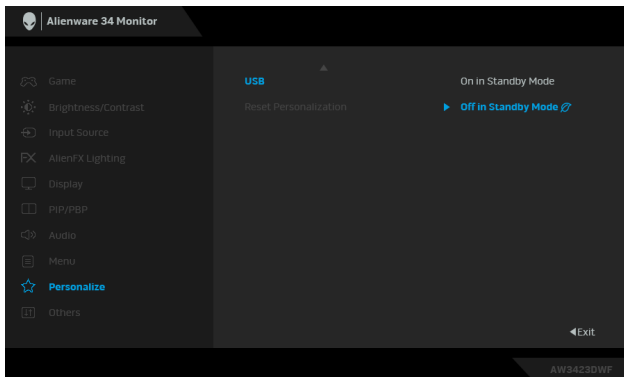 Alienware 34 Monitor
Game
Brightness/Contrast
Input Source
AlienFX Lighting
Display
PIP/PBP
Audio
Menu
Personalize
Others
USB
Reset Personalization
On in Standby Mode
Off in Standby Mode
Exit
AW3423DWF